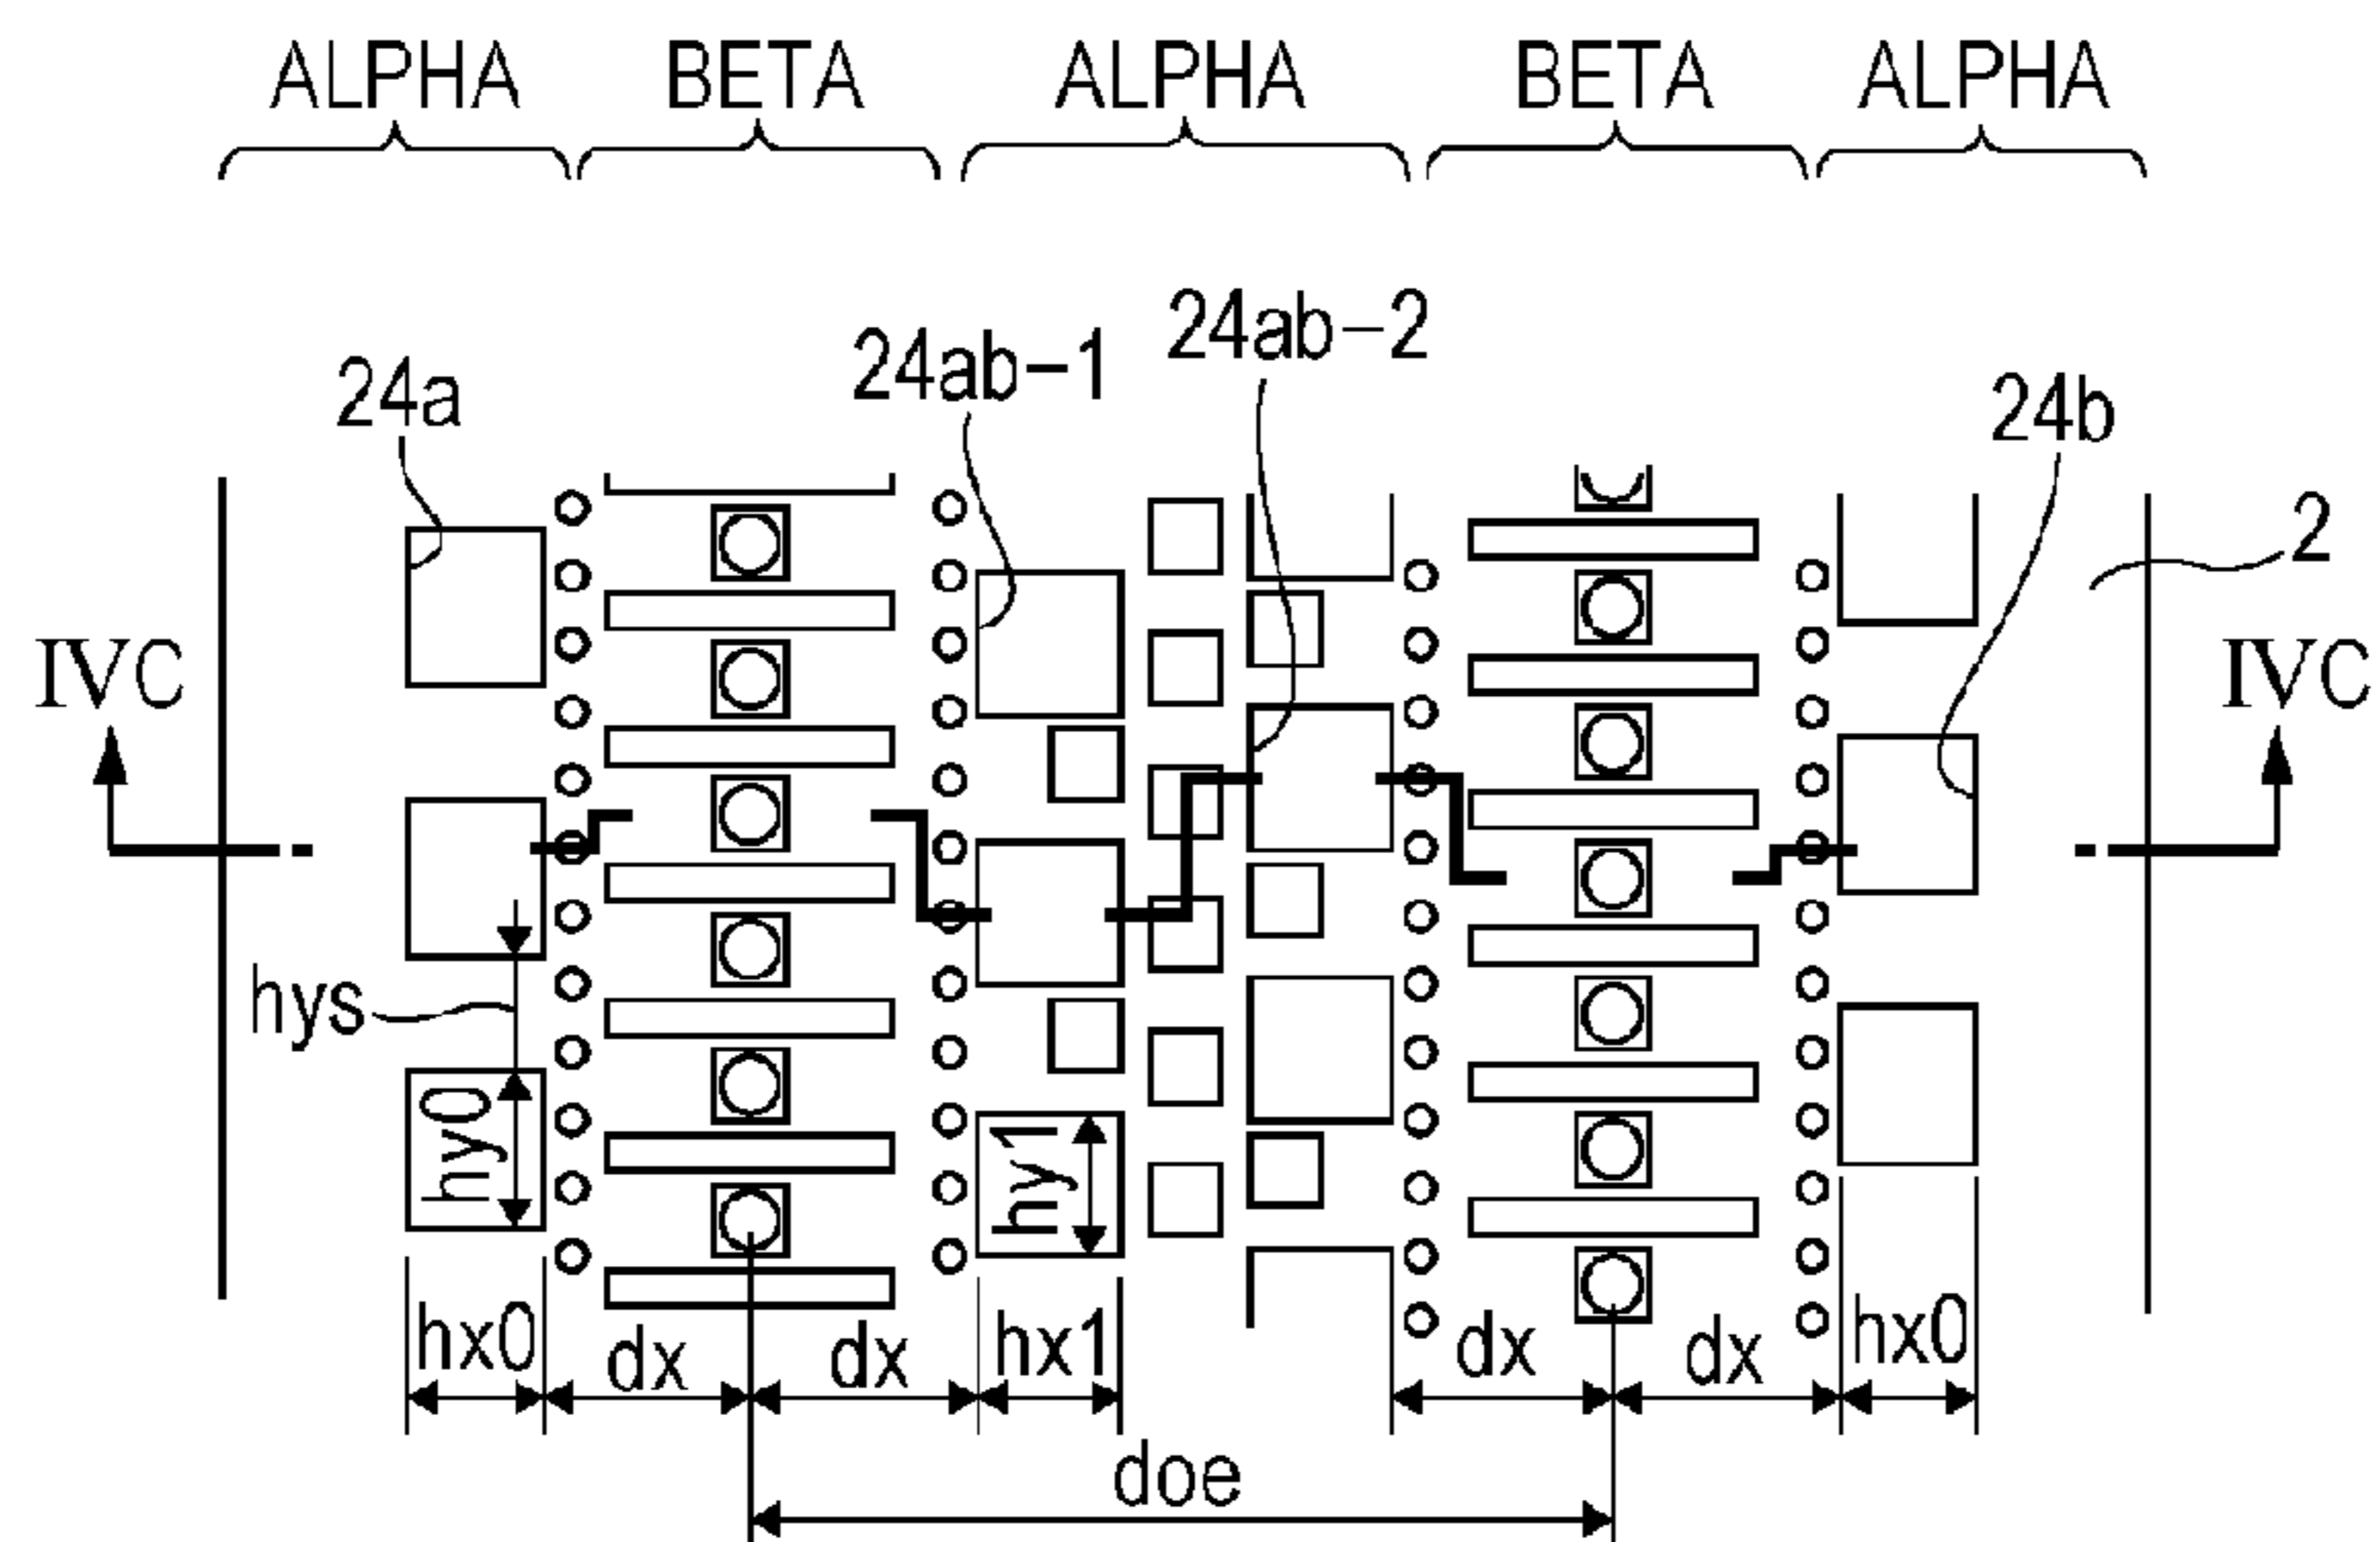 ALPHA BETA ALPHA BETA ALPHA
24ab-2
24ab-1
24a
24b
2
IVC IVC
hys
hy0
hy1
hx0 dx dx hx1 dx dx hx0
doe